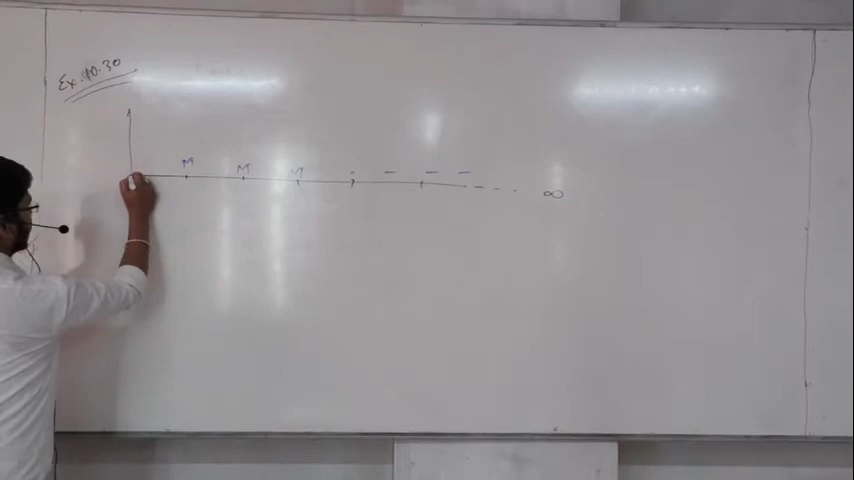 Ex. 10.30
M M M . - - -
∞